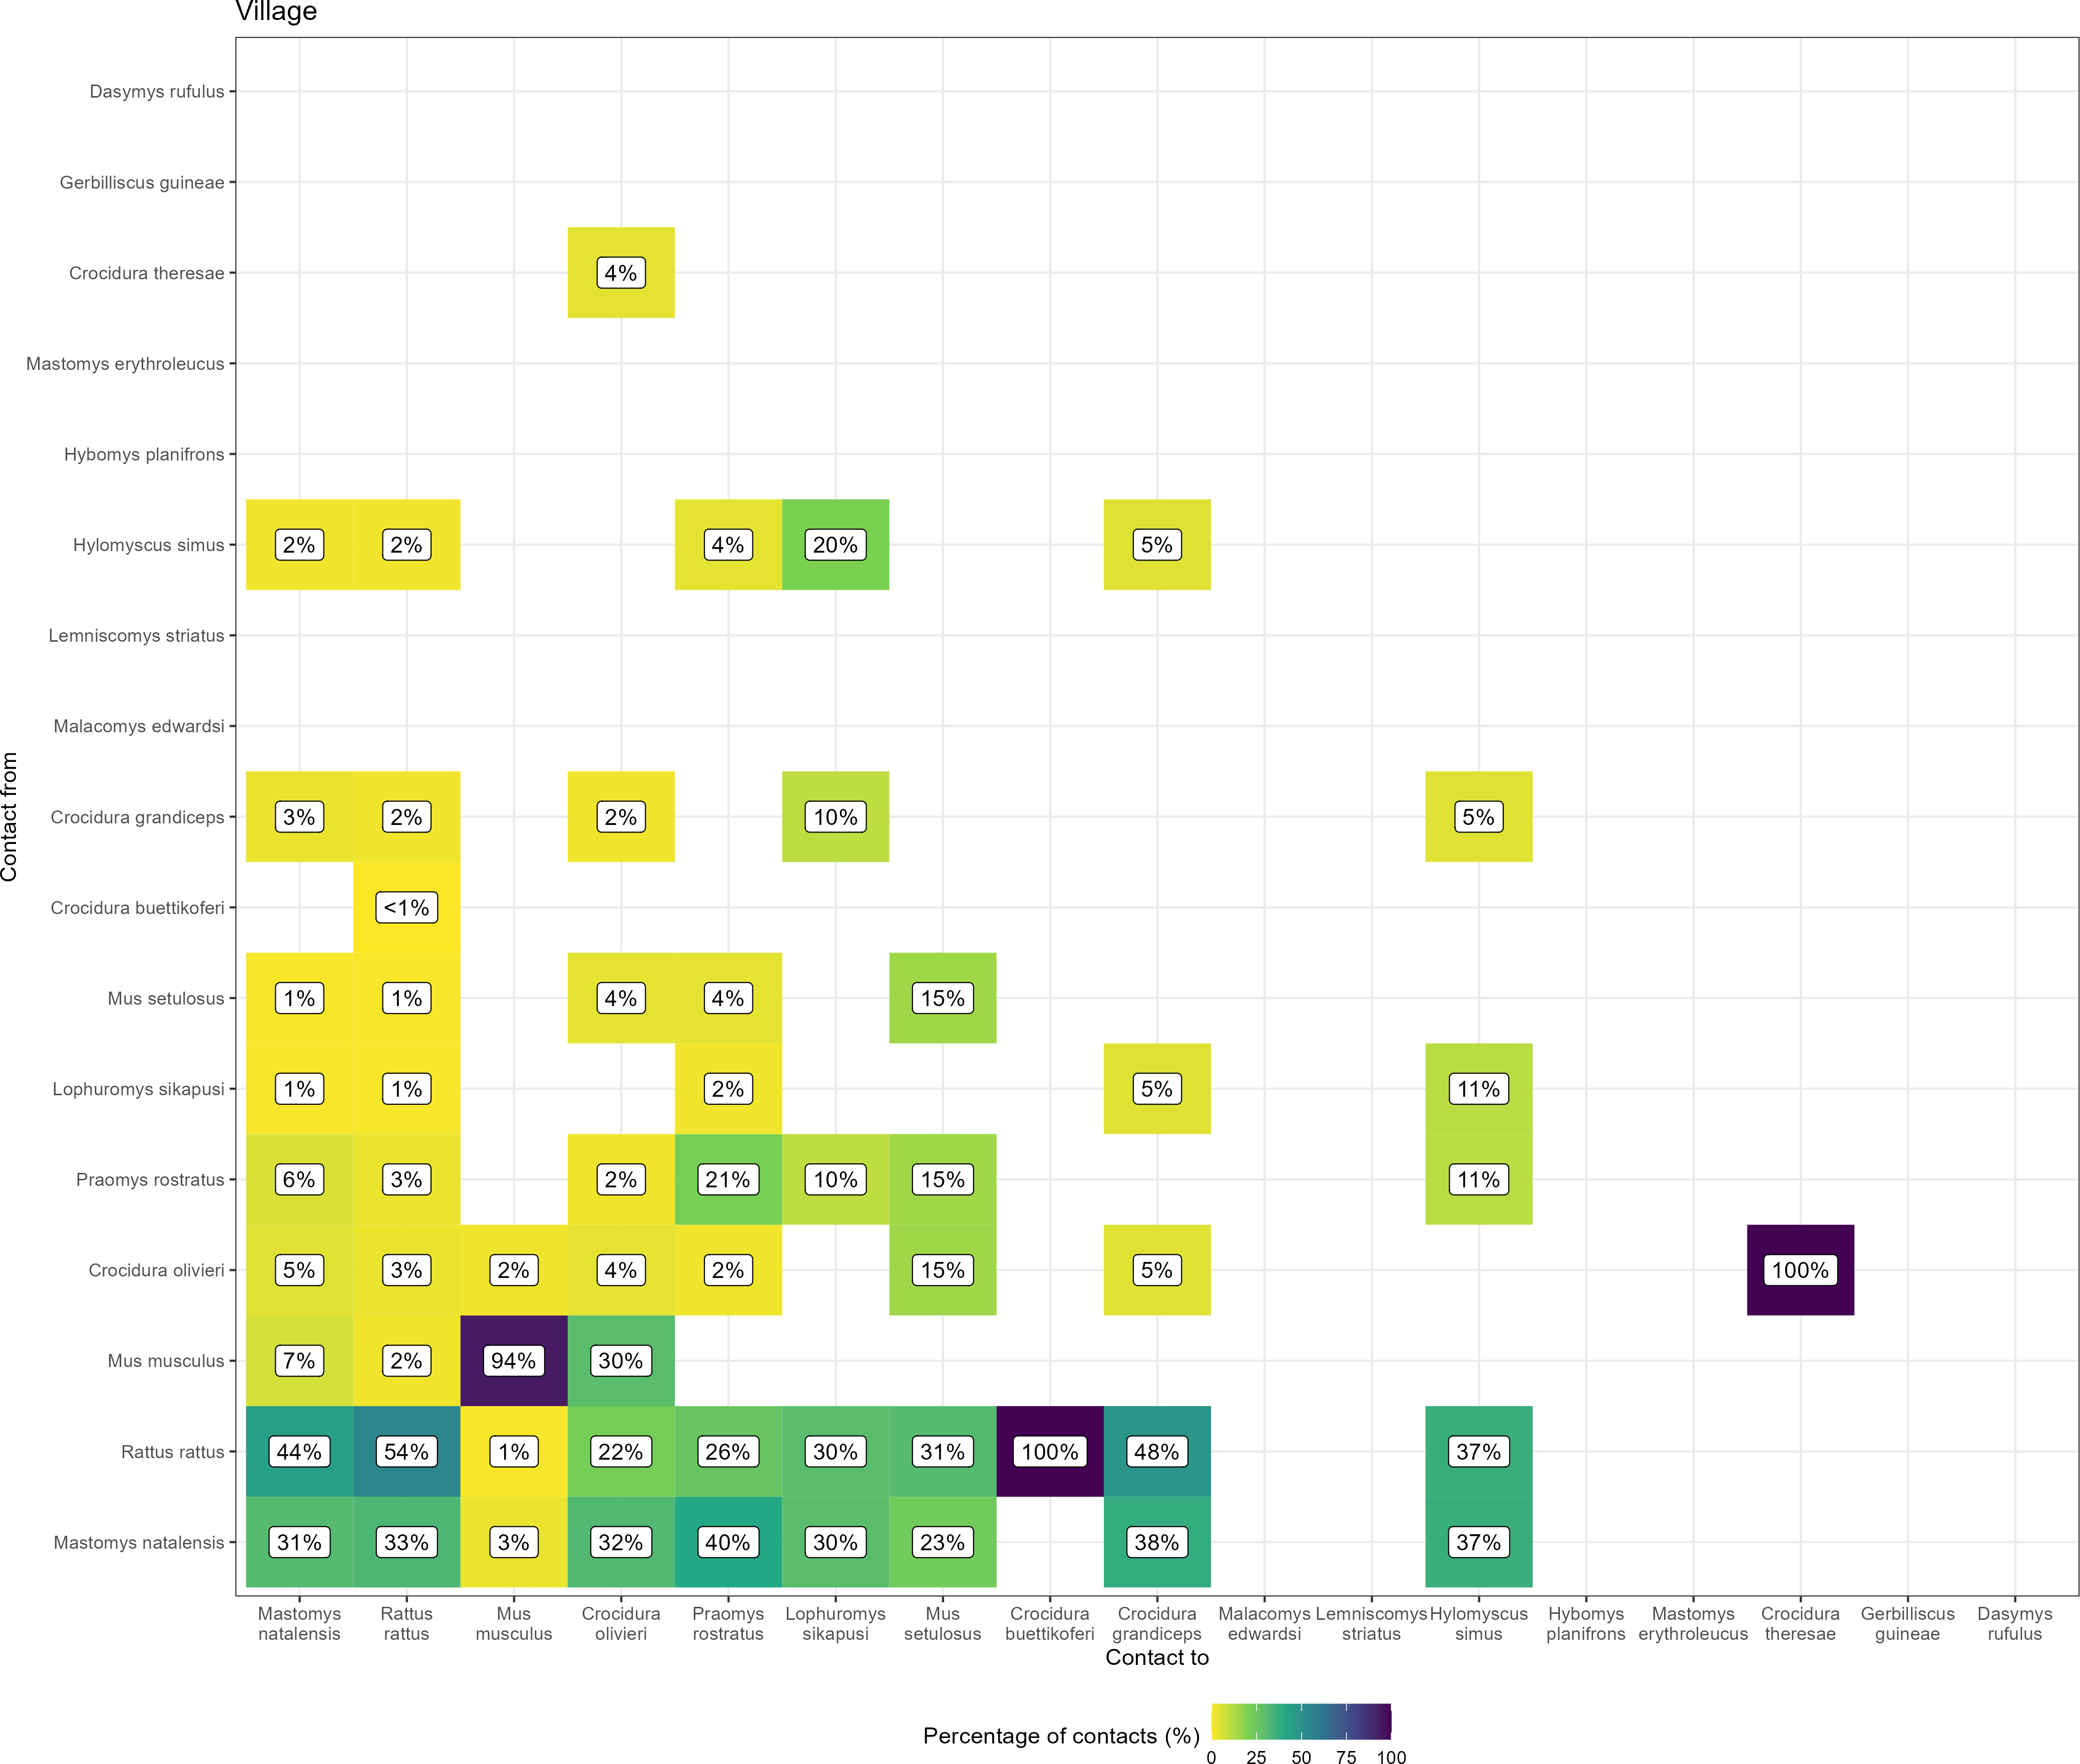 Village
Dasymys rufulus
Gerbilliscus guineae
Crocidura theresae
4%
Mastomys erythroleucus
Hybomys planifrons
Hylomyscus simus
2% 2% 4% 20% 5%
Lemniscomys striatus
Malacomys edwardsi
Crocidura grandiceps
3% 2% 2% 10% 5%
Crocidura buettikoferi
<1%
Mus setulosus
1% 1% 4% 4% 15%
Lophuromys sikapusi
1% 1% 2% 5% 11%
Praomys rostratus
6% 3% 2% 21% 10% 15% 11%
Crocidura olivieri
5% 3% 2% 4% 2% 15% 5% 100%
Mus musculus
7% 2% 94% 30%
Rattus rattus
44% 54% 1% 22% 26% 30% 31% 100% 48% 37%
Mastomys natalensis
31% 33% 3% 32% 40% 30% 23% 38% 37%
Contact from
Mastomys
natalensis
Rattus
rattus
Mus
musculus
Crocidura
olivieri
Praomys
rostratus
Lophuromys
sikapusi
Mus
setulosus
Crocidura
buettikoferi
Crocidura
grandiceps
Malacomys
edwardsi
Lemniscomys
striatus
Hylomyscus
simus
Hybomys
planifrons
Mastomys
erythroleucus
Crocidura
theresae
Gerbilliscus
guineae
Dasymys
rufulus
Contact to
Percentage of contacts (%)
0 25 50 75 100